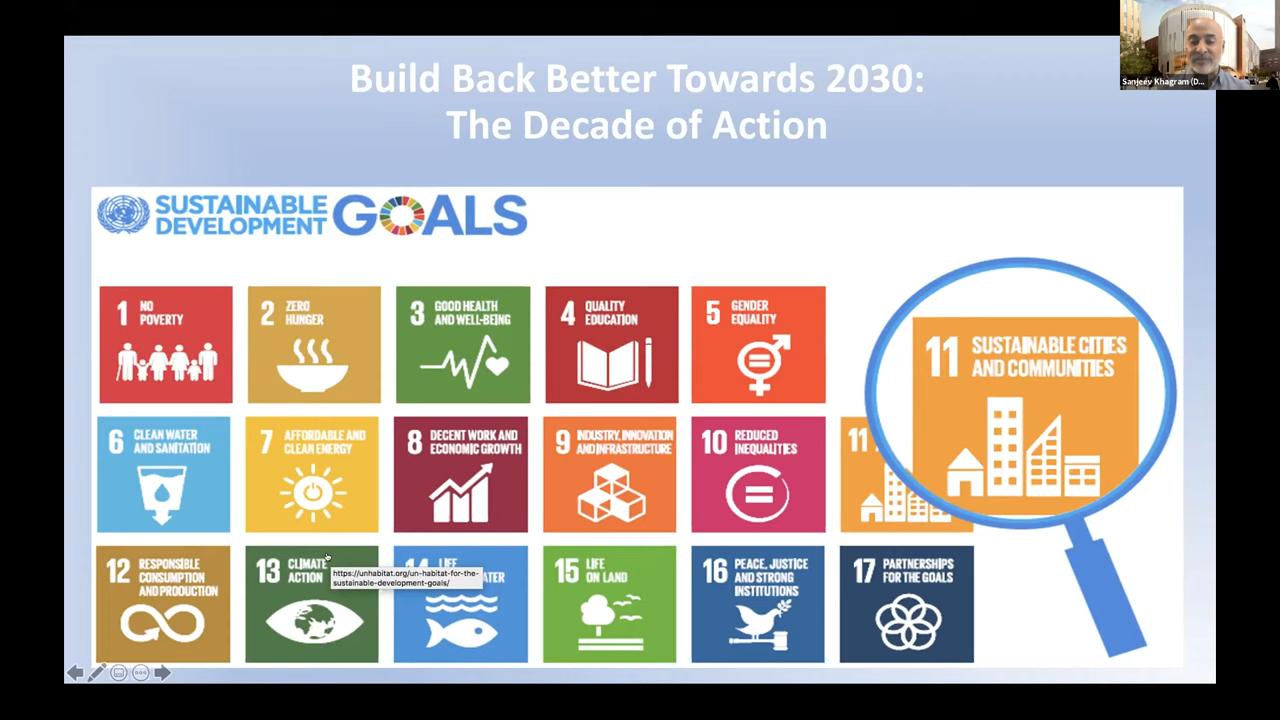 Build Back Better Towards 2030:
The Decade of Action
Sanjeev Khagram (D...
SUSTAINABLE
DEVELOPMENT
GOALS
1 NO
POVERTY
2 ZERO
HUNGER
3 GOOD HEALTH
AND WELL-BEING
4 QUALITY
EDUCATION
5 GENDER
EQUALITY
11 SUSTAINABLE CITIES
AND COMMUNITIES
6 CLEAN WATER
AND SANITATION
7 AFFORDABLE AND
CLEAN ENERGY
8 DECENT WORK AND
ECONOMIC GROWTH
9 INDUSTRY, INNOVATION
AND INFRASTRUCTURE
10 REDUCED
INEQUALITIES
11
12 RESPONSIBLE
CONSUMPTION
AND PRODUCTION
13 CLIMATE
ACTION
https://unhabitat.org/un-habitat-for-the-
sustainable-development-goals/
14 LIFE
15 LIFE
ON LAND
16 PEACE, JUSTICE
AND STRONG
INSTITUTIONS
17 PARTNERSHIPS
FOR THE GOALS